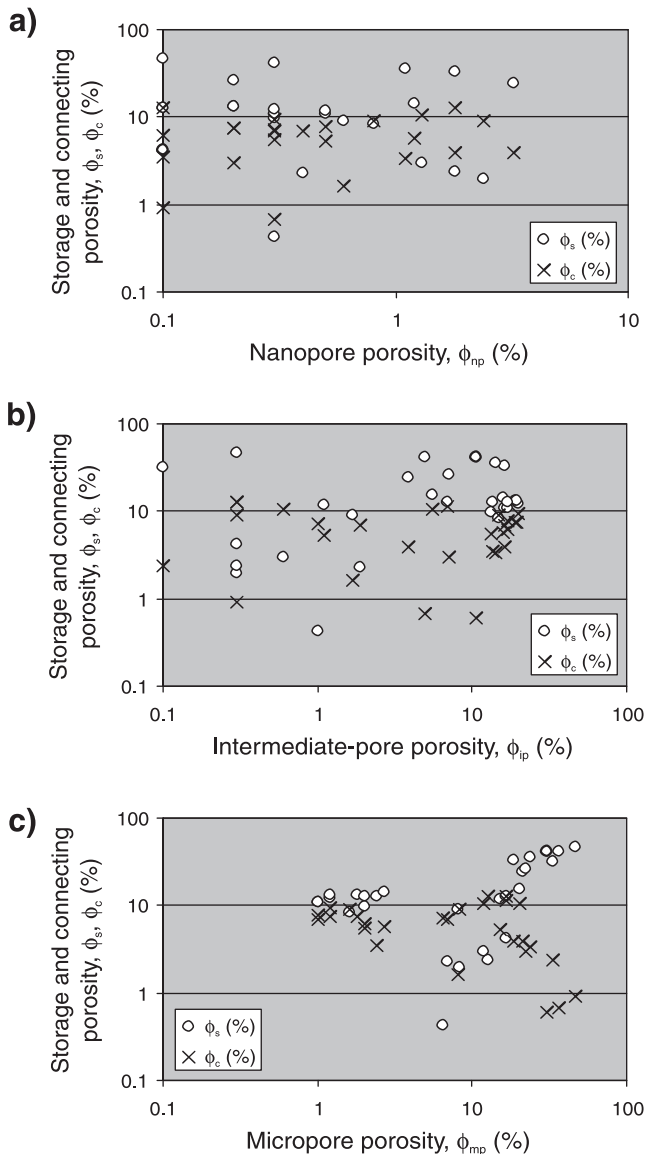 a)
Storage and connecting
porosity, ϕs, ϕc (%)
100
10
1
0.1
ϕs (%)
ϕc (%)
0.1
1
10
Nanopore porosity, ϕnp (%)
b)
Storage and connecting
porosity, ϕs, ϕc (%)
100
10
1
0.1
ϕs (%)
ϕc (%)
0.1
1
10
100
Intermediate-pore porosity, ϕip (%)
c)
Storage and connecting
porosity, ϕs, ϕc (%)
100
10
1
0.1
ϕs (%)
ϕc (%)
0.1
1
10
100
Micropore porosity, ϕmp (%)